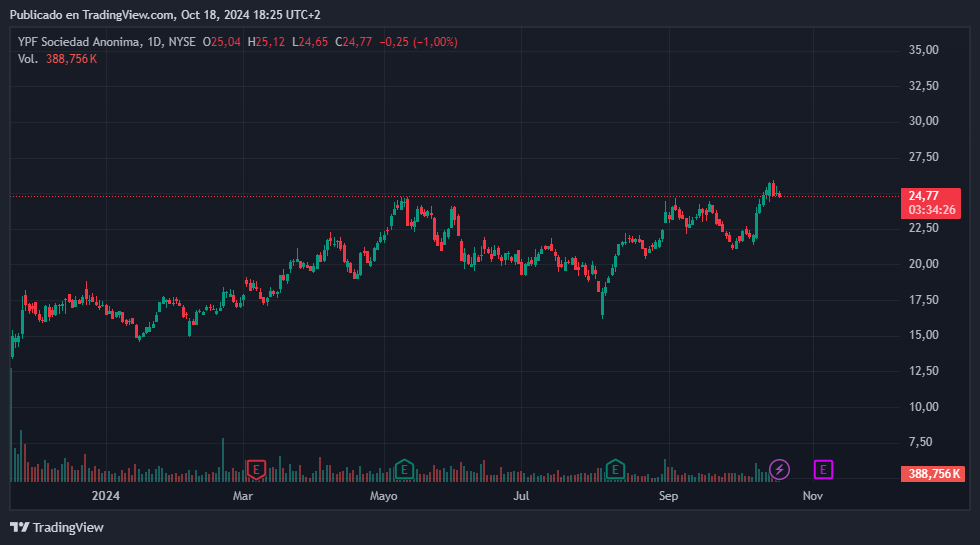 Publicado en TradingView.com, Oct 18, 2024 18:25 UTC+2
YPF Sociedad Anonima, 1D, NYSE O25,04 H25,12 L24,65 C24,77 −0,25 (−1,00%)
Vol. 388,756K
35,00
32,50
30,00
27,50
24,77
03:34:26
22,50
20,00
17,50
15,00
12,50
10,00
7,50
388,756K
E
E
E
E
2024
Mar
Mayo
Jul
Sep
Nov
TradingView